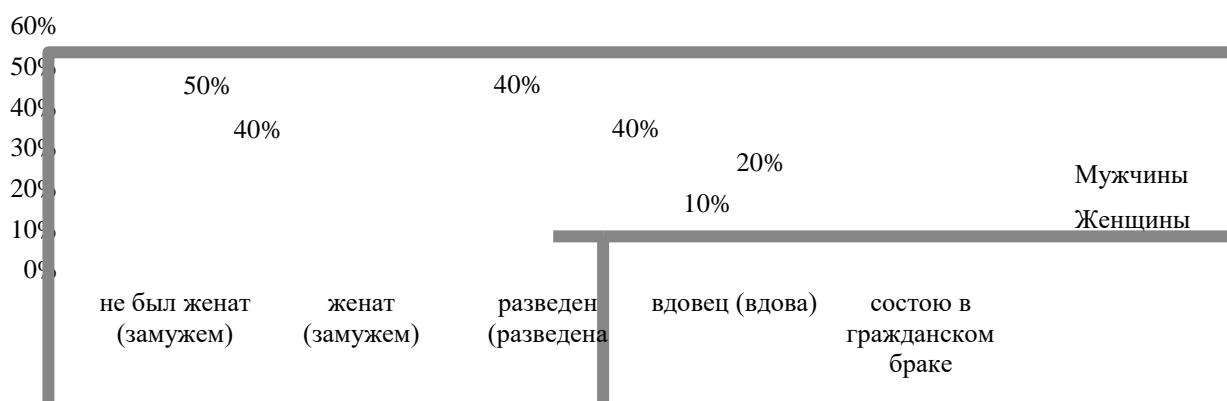 60%
50%
50%
40%
40%
40%
40%
30%
20%
20%
Мужчины
10%
Женщины
10%
0%
не был женат
(замужем)
женат
(замужем)
разведен
(разведена
вдовец (вдова)
состою в
гражданском
браке